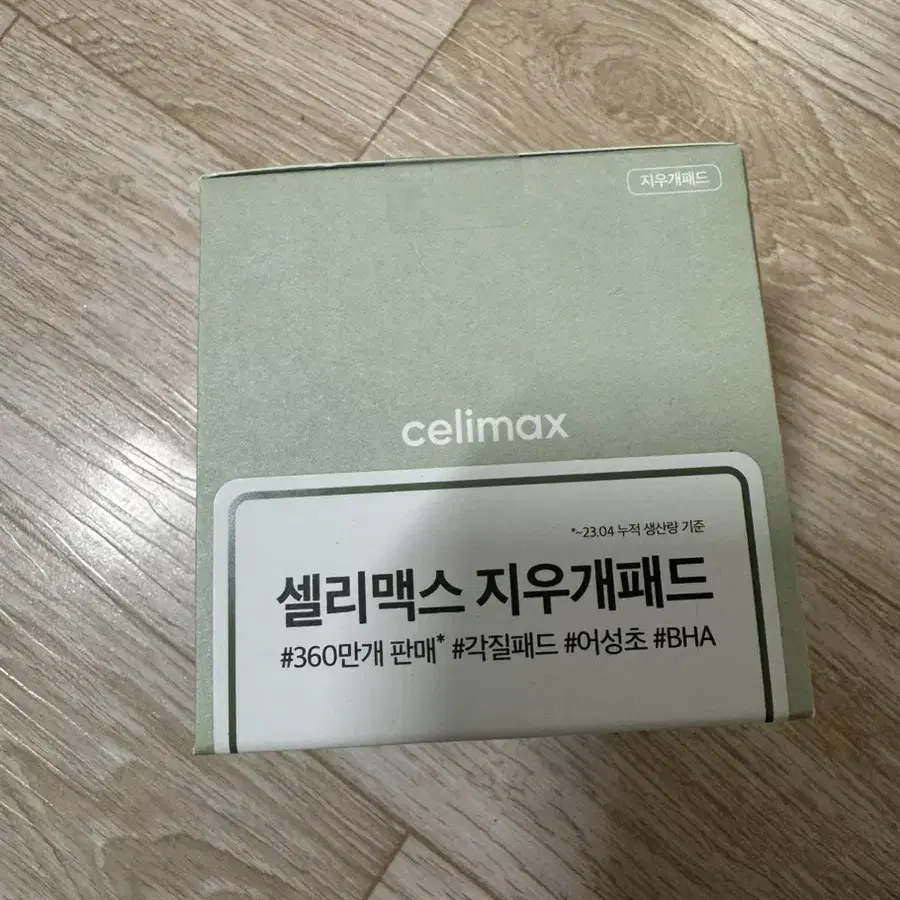 지우개패드
celimax
*~23.04 누적 생산량 기준
셀리맥스 지우개패드
#360만개 판매* #각질패드 #어성초 #BHA